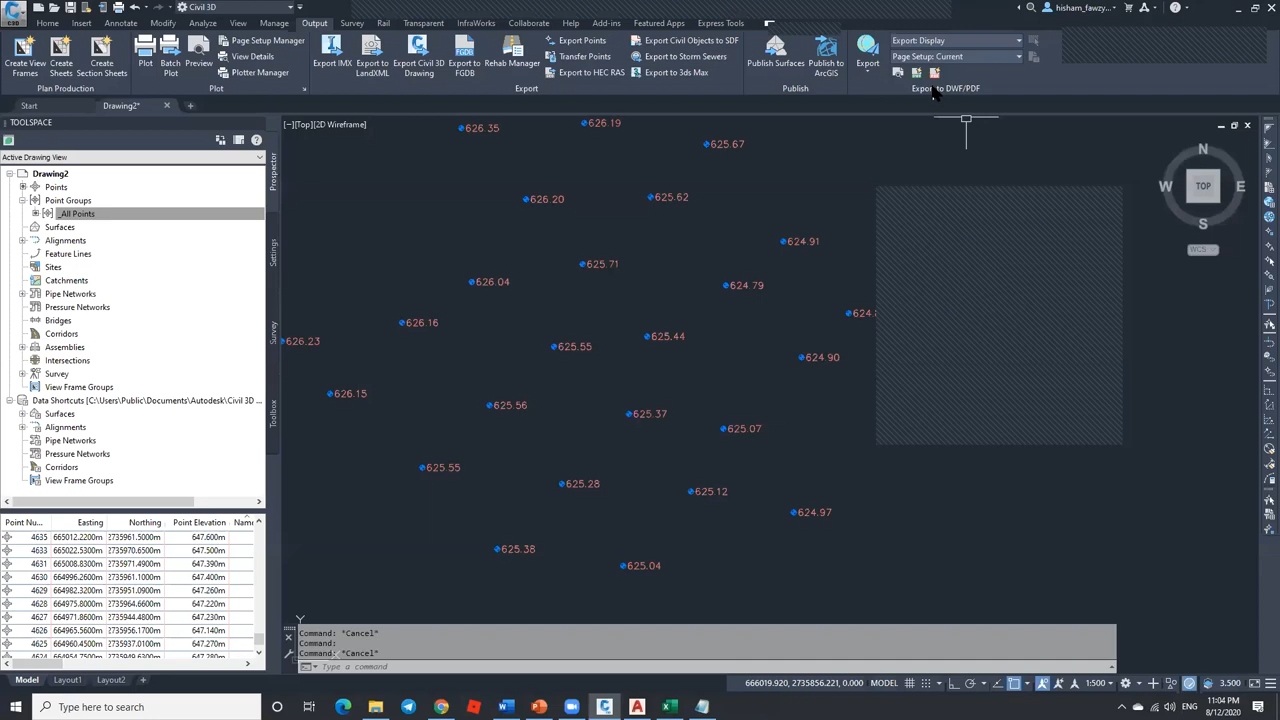 Civil 3D
hisham_fawzy...
Home Insert Annotate Modify Analyze View Manage Output Survey Rail Transparent InfraWorks Collaborate Help Add-ins Featured Apps Express Tools
Create View Frames
Create Sheets
Create Section Sheets
Plan Production
Plot
Batch Plot
Preview
Page Setup Manager
View Details
Plotter Manager
Plot
Export IMX
Export to LandXML
Export Civil 3D Drawing
Export to FGDB
Rehab Manager
Export Points
Transfer Points
Export to HEC RAS
Export Civil Objects to SDF
Export to Storm Sewers
Export to 3ds Max
Export
Publish Surfaces
Publish to ArcGIS
Publish
Export
Export: Display
Page Setup: Current
Export to DWF/PDF
Start Drawing2*
TOOLSPACE
Active Drawing View
Drawing2
Points
Point Groups
_All Points
Surfaces
Alignments
Feature Lines
Sites
Catchments
Pipe Networks
Pressure Networks
Bridges
Corridors
Assemblies
Intersections
Survey
View Frame Groups
Data Shortcuts [C:\Users\Public\Documents\Autodesk\Civil 3D ...
Surfaces
Alignments
Pipe Networks
Pressure Networks
Corridors
View Frame Groups
Prospector
Settings
Survey
Toolbox
Point Nu... Easting Northing Point Elevation Name
4635 665012.2200m 2735961.5000m 647.600m
4633 665022.5300m 2735970.6500m 647.500m
4631 665008.8300m 2735971.4900m 647.390m
4630 664996.2600m 2735961.1000m 647.400m
4629 664982.3200m 2735951.0900m 647.260m
4628 664975.8000m 2735964.6600m 647.220m
4627 664971.8600m 2735944.4800m 647.230m
4626 664965.5600m 2735956.1700m 647.140m
4625 664960.4500m 2735937.0100m 647.270m
4624 664954.7500m 2735949.6300m 647.280m
[−][Top][2D Wireframe]
626.35
626.19
625.67
626.20
625.62
624.91
625.71
626.04
624.79
624.8
626.16
625.44
626.23
625.55
624.90
626.15
625.56
625.37
625.07
625.55
625.28
625.12
624.97
625.38
625.04
N
W TOP E
S
WCS
Y
Command: *Cancel*
Command:
Command: *Cancel*
Type a command
Model Layout1 Layout2
666019.920, 2735856.221, 0.000 MODEL 1:500 3.500
Type here to search
11:04 PM
8/12/2020